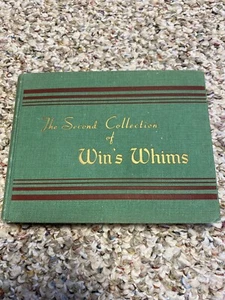 The Second Collection
of
Win's Whims